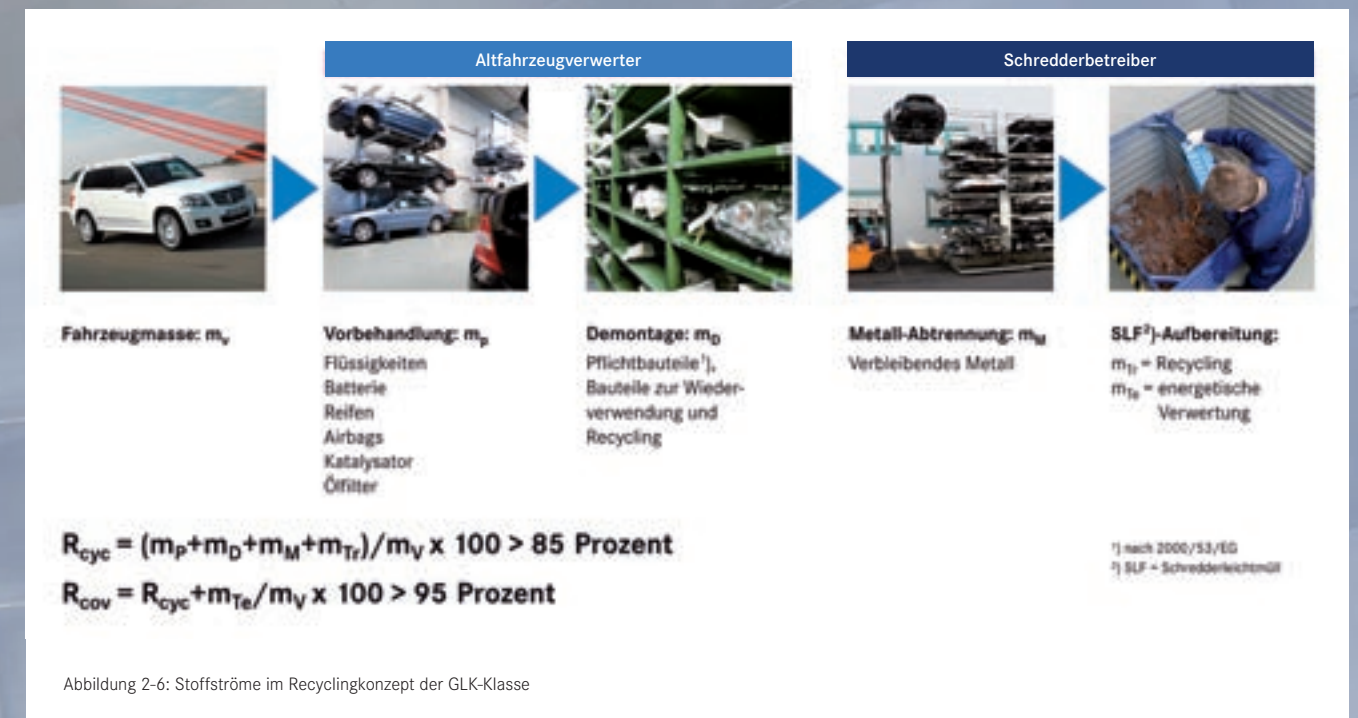 Altfahrzeugverwerter
Schredderbetreiber
Fahrzeugmasse: mv
Vorbehandlung: mp
Flüssigkeiten
Batterie
Reifen
Airbags
Katalysator
Ölfilter
Demontage: mD
Pflichtbauteile¹),
Bauteile zur Wieder-
verwendung und
Recycling
Metall-Abtrennung: mM
Verbleibendes Metall
SLF²)-Aufbereitung:
mTr = Recycling
mTe = energetische
Verwertung
Rcyc = (mP+mD+mM+mTr)/mV x 100 > 85 Prozent
Rcov = Rcyc+mTe/mV x 100 > 95 Prozent
¹) nach 2000/53/EG
²) SLF = Schredderleichtmüll
Abbildung 2-6: Stoffströme im Recyclingkonzept der GLK-Klasse